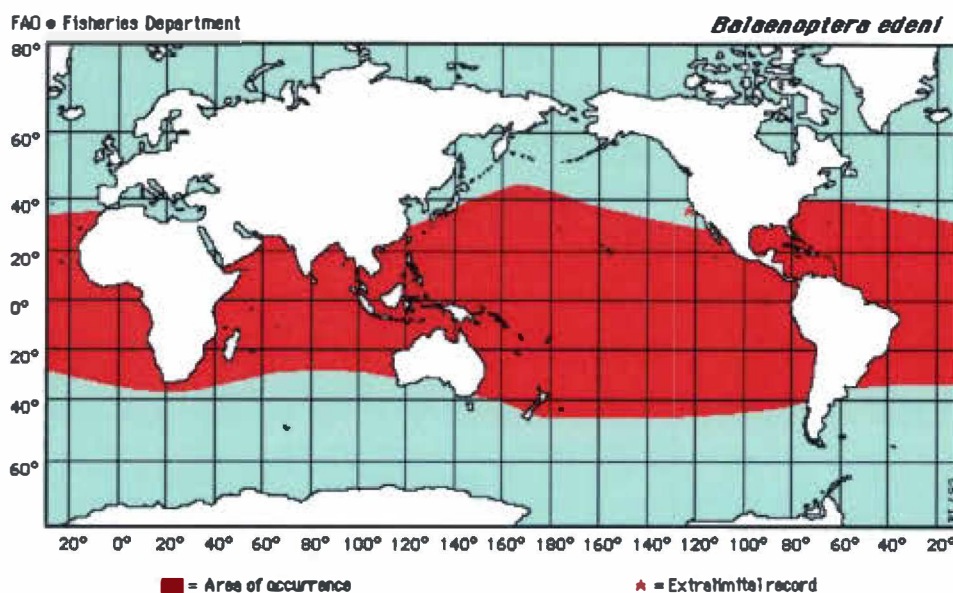 FAO • Fisheries Department
Balaenoptera edeni
80°
60°
40°
20°
0°
20°
40°
60°
20° 0° 20° 40° 60° 80° 100° 120° 140° 160° 180° 160° 140° 120° 100° 80° 60° 40° 20°
= Area of occurrence
= Extralimital record